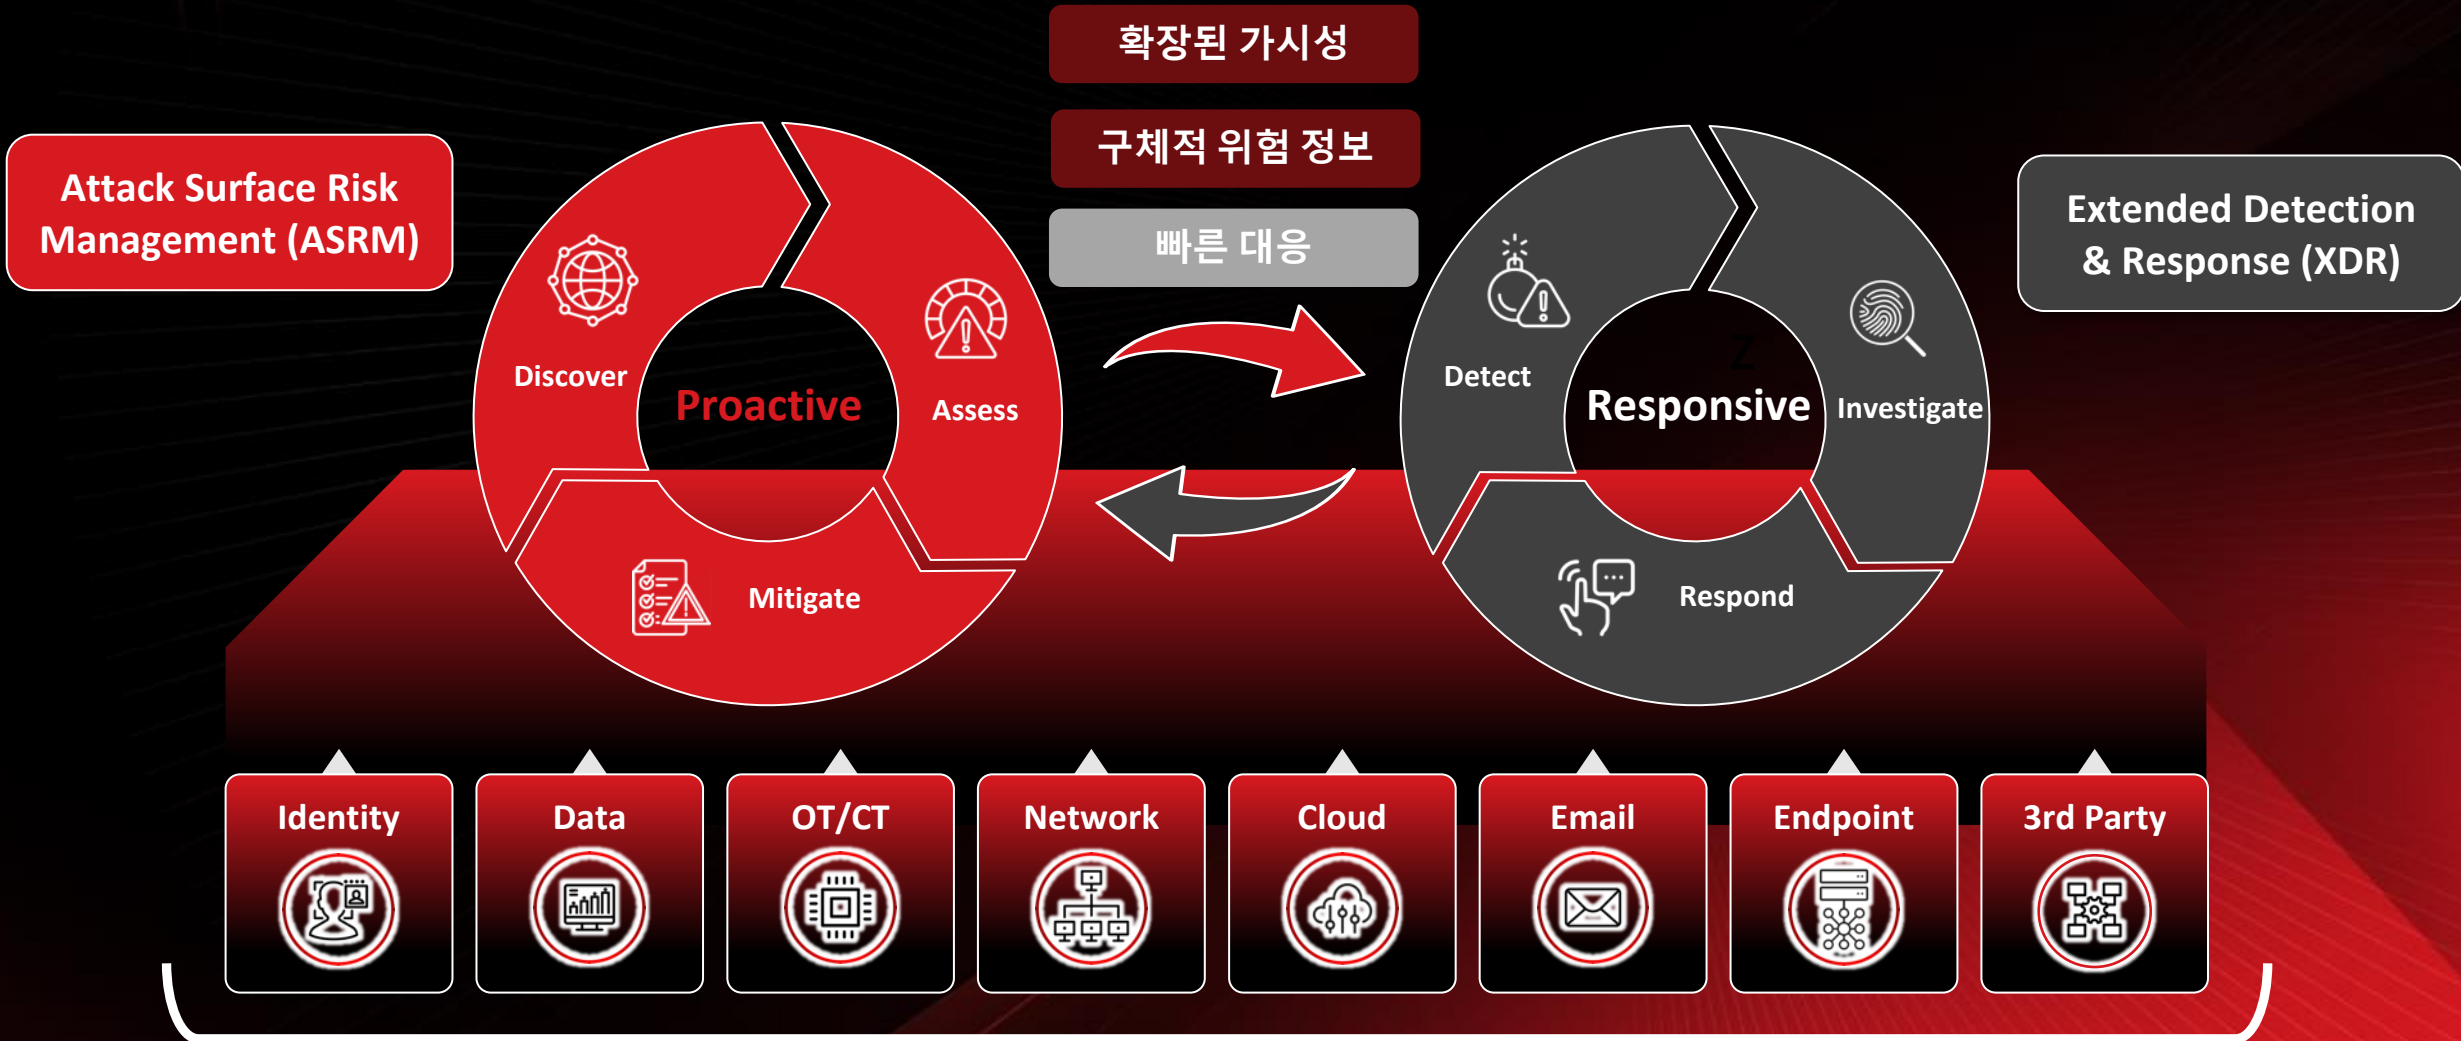 확장된 가시성
구체적 위험 정보
빠른 대응
Attack Surface Risk
Management (ASRM)
Extended Detection
& Response (XDR)
Discover
Assess
Proactive
Mitigate
Detect
Z
Responsive
Investigate
Respond
Identity
Data
OT/CT
Network
Cloud
Email
Endpoint
3rd Party